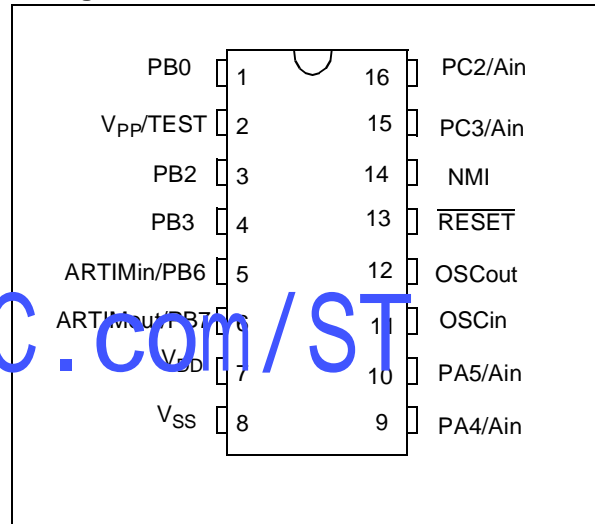 PB0 1 16 PC2/Ain
VPP/TEST 2 15 PC3/Ain
PB2 3 14 NMI
PB3 4 13 RESET
ARTIMin/PB6 5 12 OSCout
ARTIMout/PB7 6 11 OSCin
C.com/ST
VDD 7 10 PA5/Ain
VSS 8 9 PA4/Ain